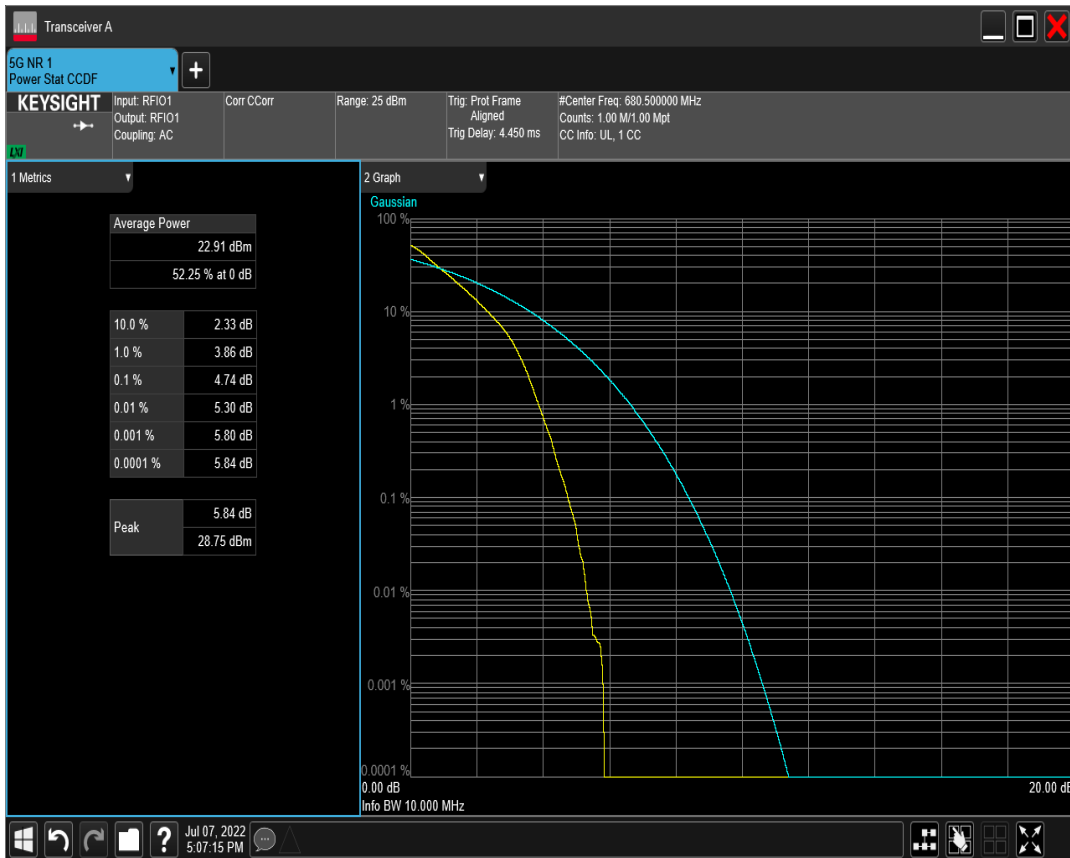 Transceiver A
5G NR 1
Power Stat CCDF
+
KEYSIGHT
LXI
Input: RFIO1
Output: RFIO1
Coupling: AC
Corr CCorr
Range: 25 dBm
Trig: Prot Frame
Aligned
Trig Delay: 4.450 ms
#Center Freq: 680.500000 MHz
Counts: 1.00 M/1.00 Mpt
CC Info: UL, 1 CC
1 Metrics
Average Power
22.91 dBm
52.25 % at 0 dB
10.0 % 2.33 dB
1.0 % 3.86 dB
0.1 % 4.74 dB
0.01 % 5.30 dB
0.001 % 5.80 dB
0.0001 % 5.84 dB
Peak
5.84 dB
28.75 dBm
2 Graph
Gaussian
100 %
10 %
1 %
0.1 %
0.01 %
0.001 %
0.0001 %
0.00 dB 20.00 dB
Info BW 10.000 MHz
?
Jul 07, 2022
5:07:15 PM